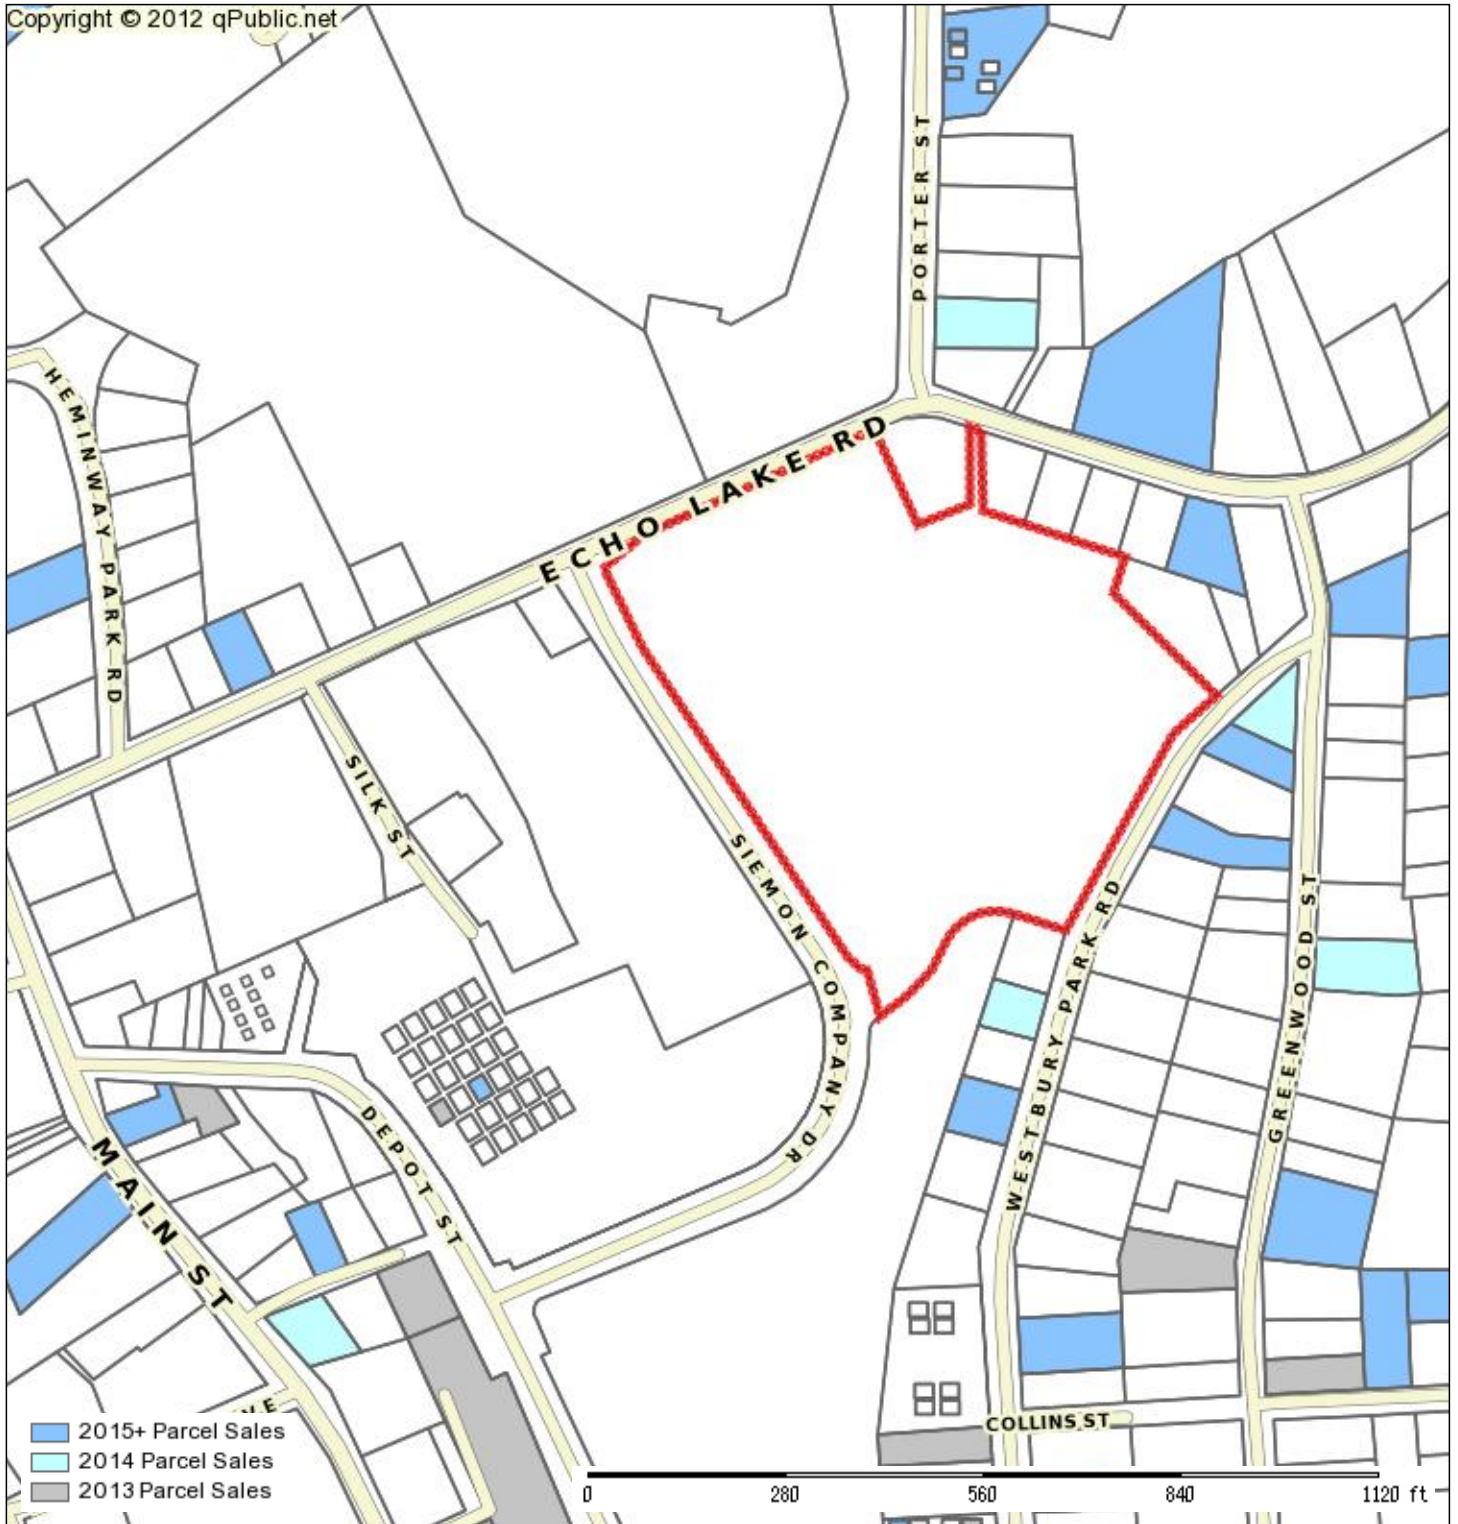 Copyright © 2012 qPublic.net
PORTER ST
HEMINWAY PARK RD
ECHO LAKE RD
SILK ST
SIEMON COMPANY DR
WESTBURY PARK RD
GREENWOOD ST
DEPOT ST
MAIN ST
COLLINS ST
VE
2015+ Parcel Sales
2014 Parcel Sales
2013 Parcel Sales
0 280 560 840 1120 ft